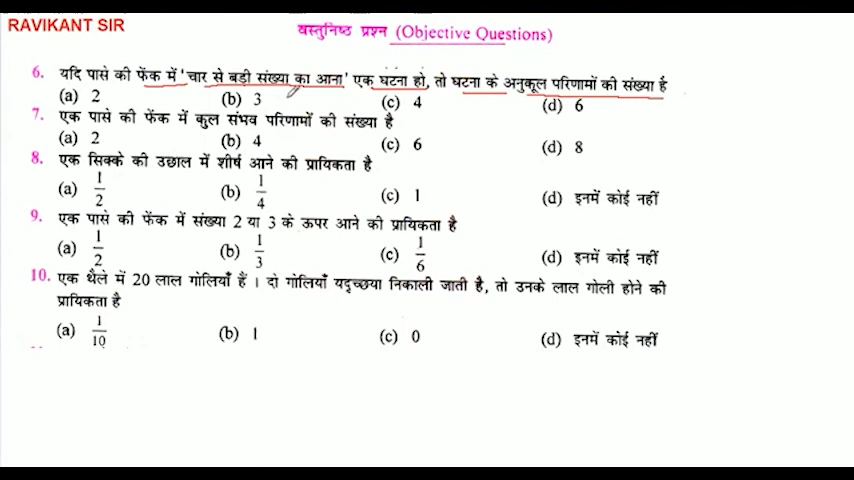 RAVIKANT SIR
वस्तुनिष्ठ प्रश्न (Objective Questions)
6. यदि पासे की फेंक में 'चार से बड़ी संख्या का आना' एक घटना हो, तो घटना के अनुकूल परिणामों की संख्या है
(a) 2 (b) 3 (c) 4 (d) 6
7. एक पासे की फेंक में कुल संभव परिणामों की संख्या है
(a) 2 (b) 4 (c) 6 (d) 8
8. एक सिक्के की उछाल में शीर्ष आने की प्रायिकता है
(a) 1/2 (b) 1/4 (c) 1 (d) इनमें कोई नहीं
9. एक पासे की फेंक में संख्या 2 या 3 के ऊपर आने की प्रायिकता है
(a) 1/2 (b) 1/3 (c) 1/6 (d) इनमें कोई नहीं
10. एक थैले में 20 लाल गोलियाँ हैं । दो गोलियाँ यदृच्छया निकाली जाती है, तो उनके लाल गोली होने की
प्रायिकता है
(a) 1/10 (b) 1 (c) 0 (d) इनमें कोई नहीं